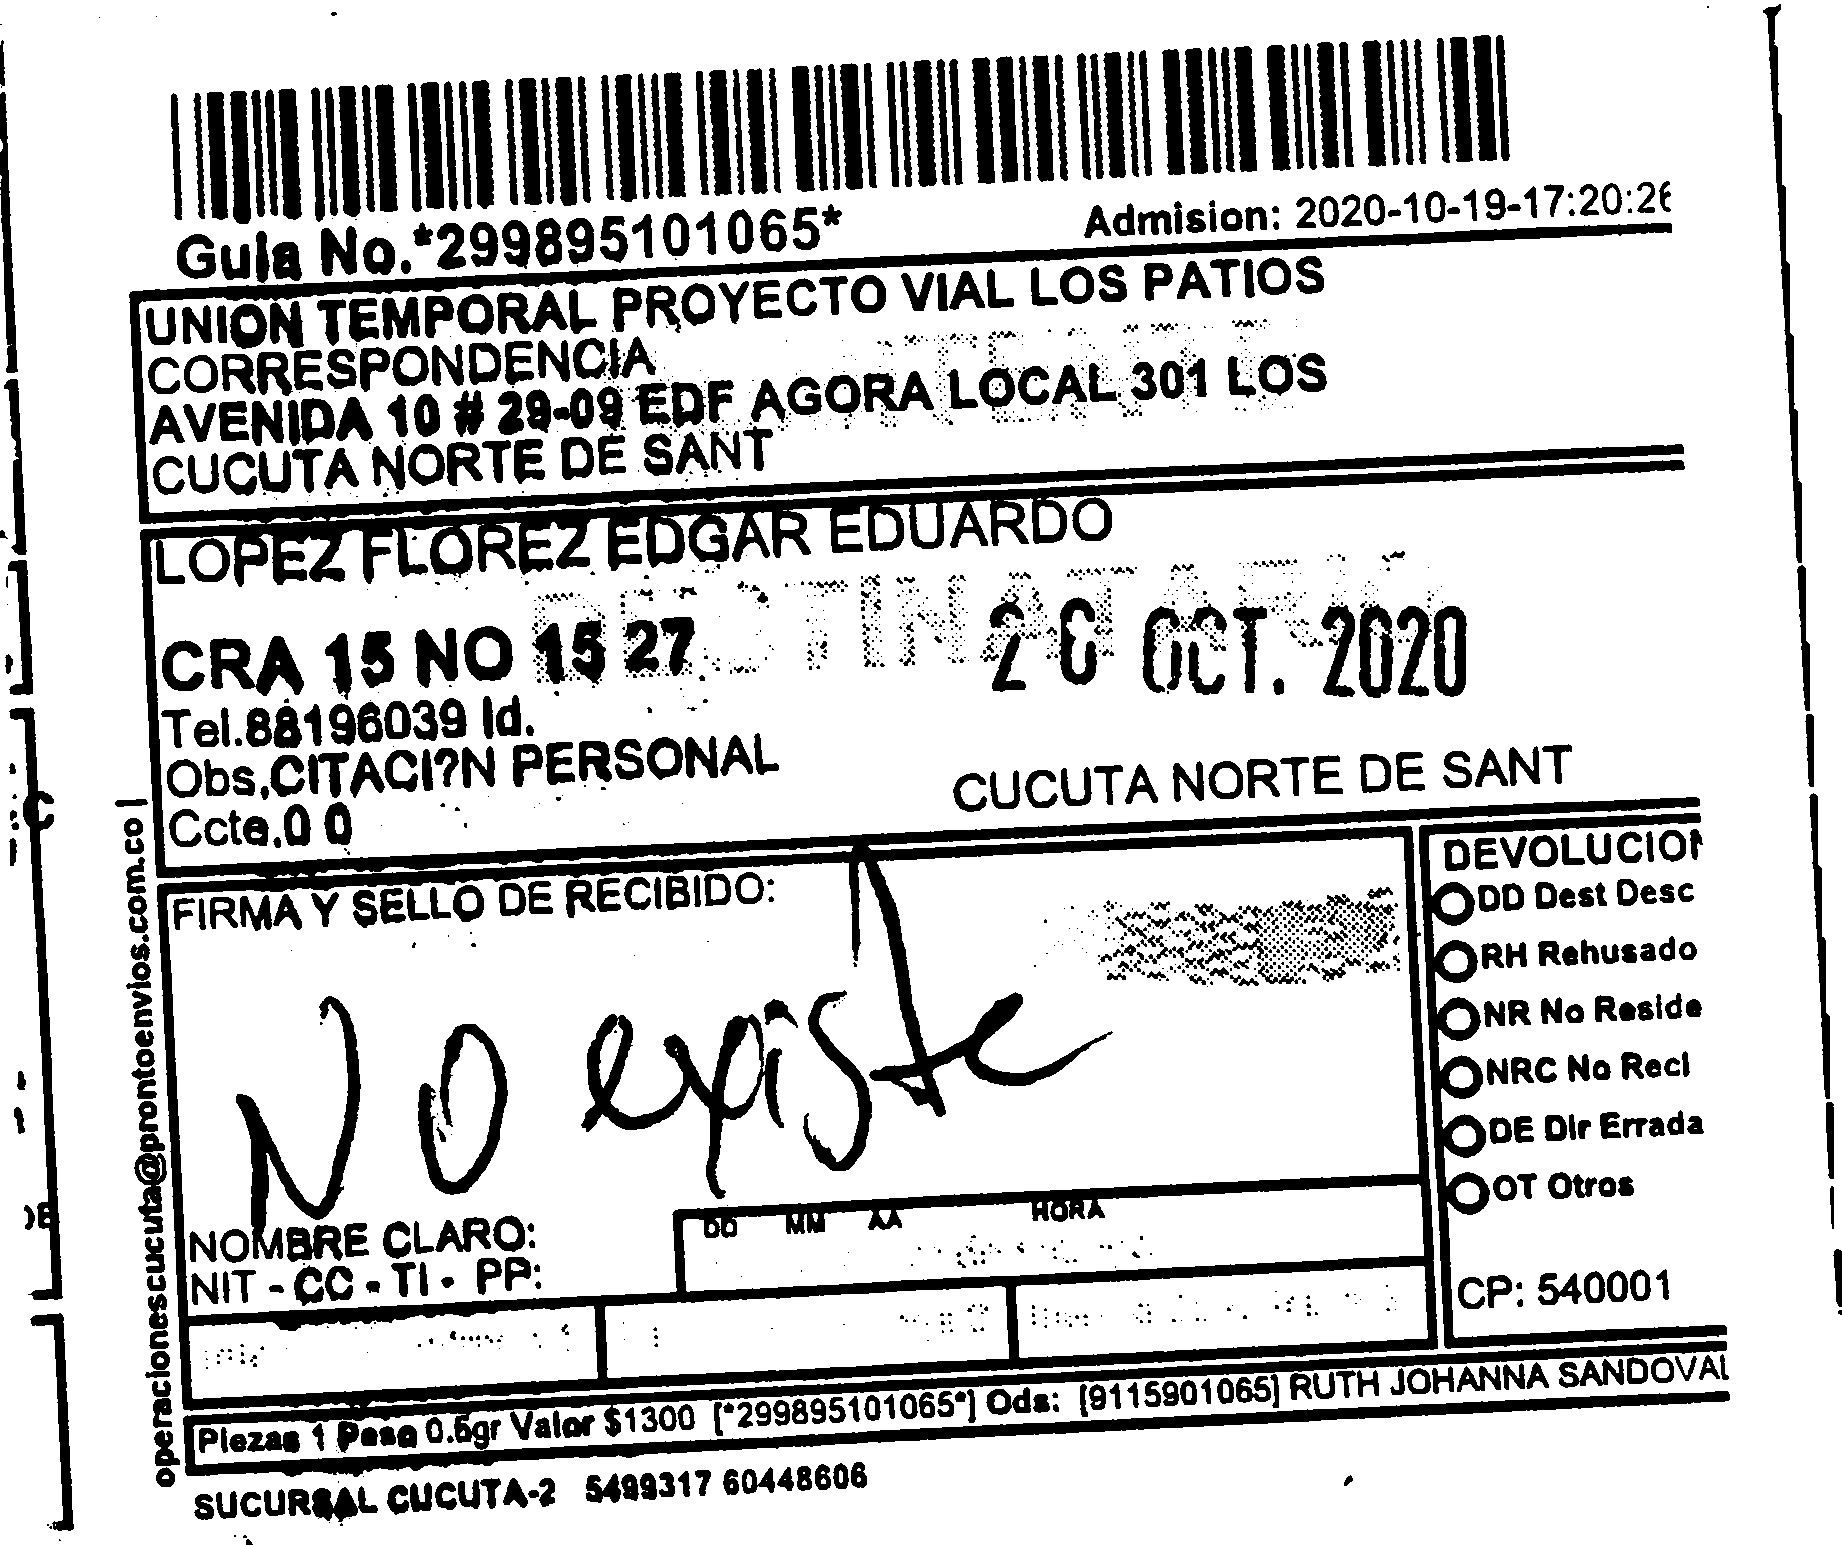 Guia No.*299895101065*
Admision: 2020-10-19-17:20:26
UNION TEMPORAL PROYECTO VIAL LOS PATIOS
CORRESPONDENCIA
AVENIDA 10 # 29-09 EDF AGORA LOCAL 301 LOS
CUCUTA NORTE DE SANT
LOPEZ FLOREZ EDGAR EDUARDO
DESTINATARIO
CRA 15 NO 15 27
20 OCT. 2020
Tel.88196039 Id.
Obs,CITACI?N PERSONAL
CUCUTA NORTE DE SANT
Ccte,0 0
FIRMA Y SELLO DE RECIBIDO:
No existe
NOMBRE CLARO:
NIT - CC - TI - PP:
DD MM AA HORA
DEVOLUCION
DD Dest Desc
RH Rehusado
NR No Reside
NRC No Recl
DE Dir Errada
OT Otros
CP: 540001
Piezas 1 Peso 0.5gr Valor $1300 [*299895101065*] Ods: [9115901065] RUTH JOHANNA SANDOVAL
SUCURSAL CUCUTA-2 5499317 60448606
operacionescucuta@prontoenvios.com.co |